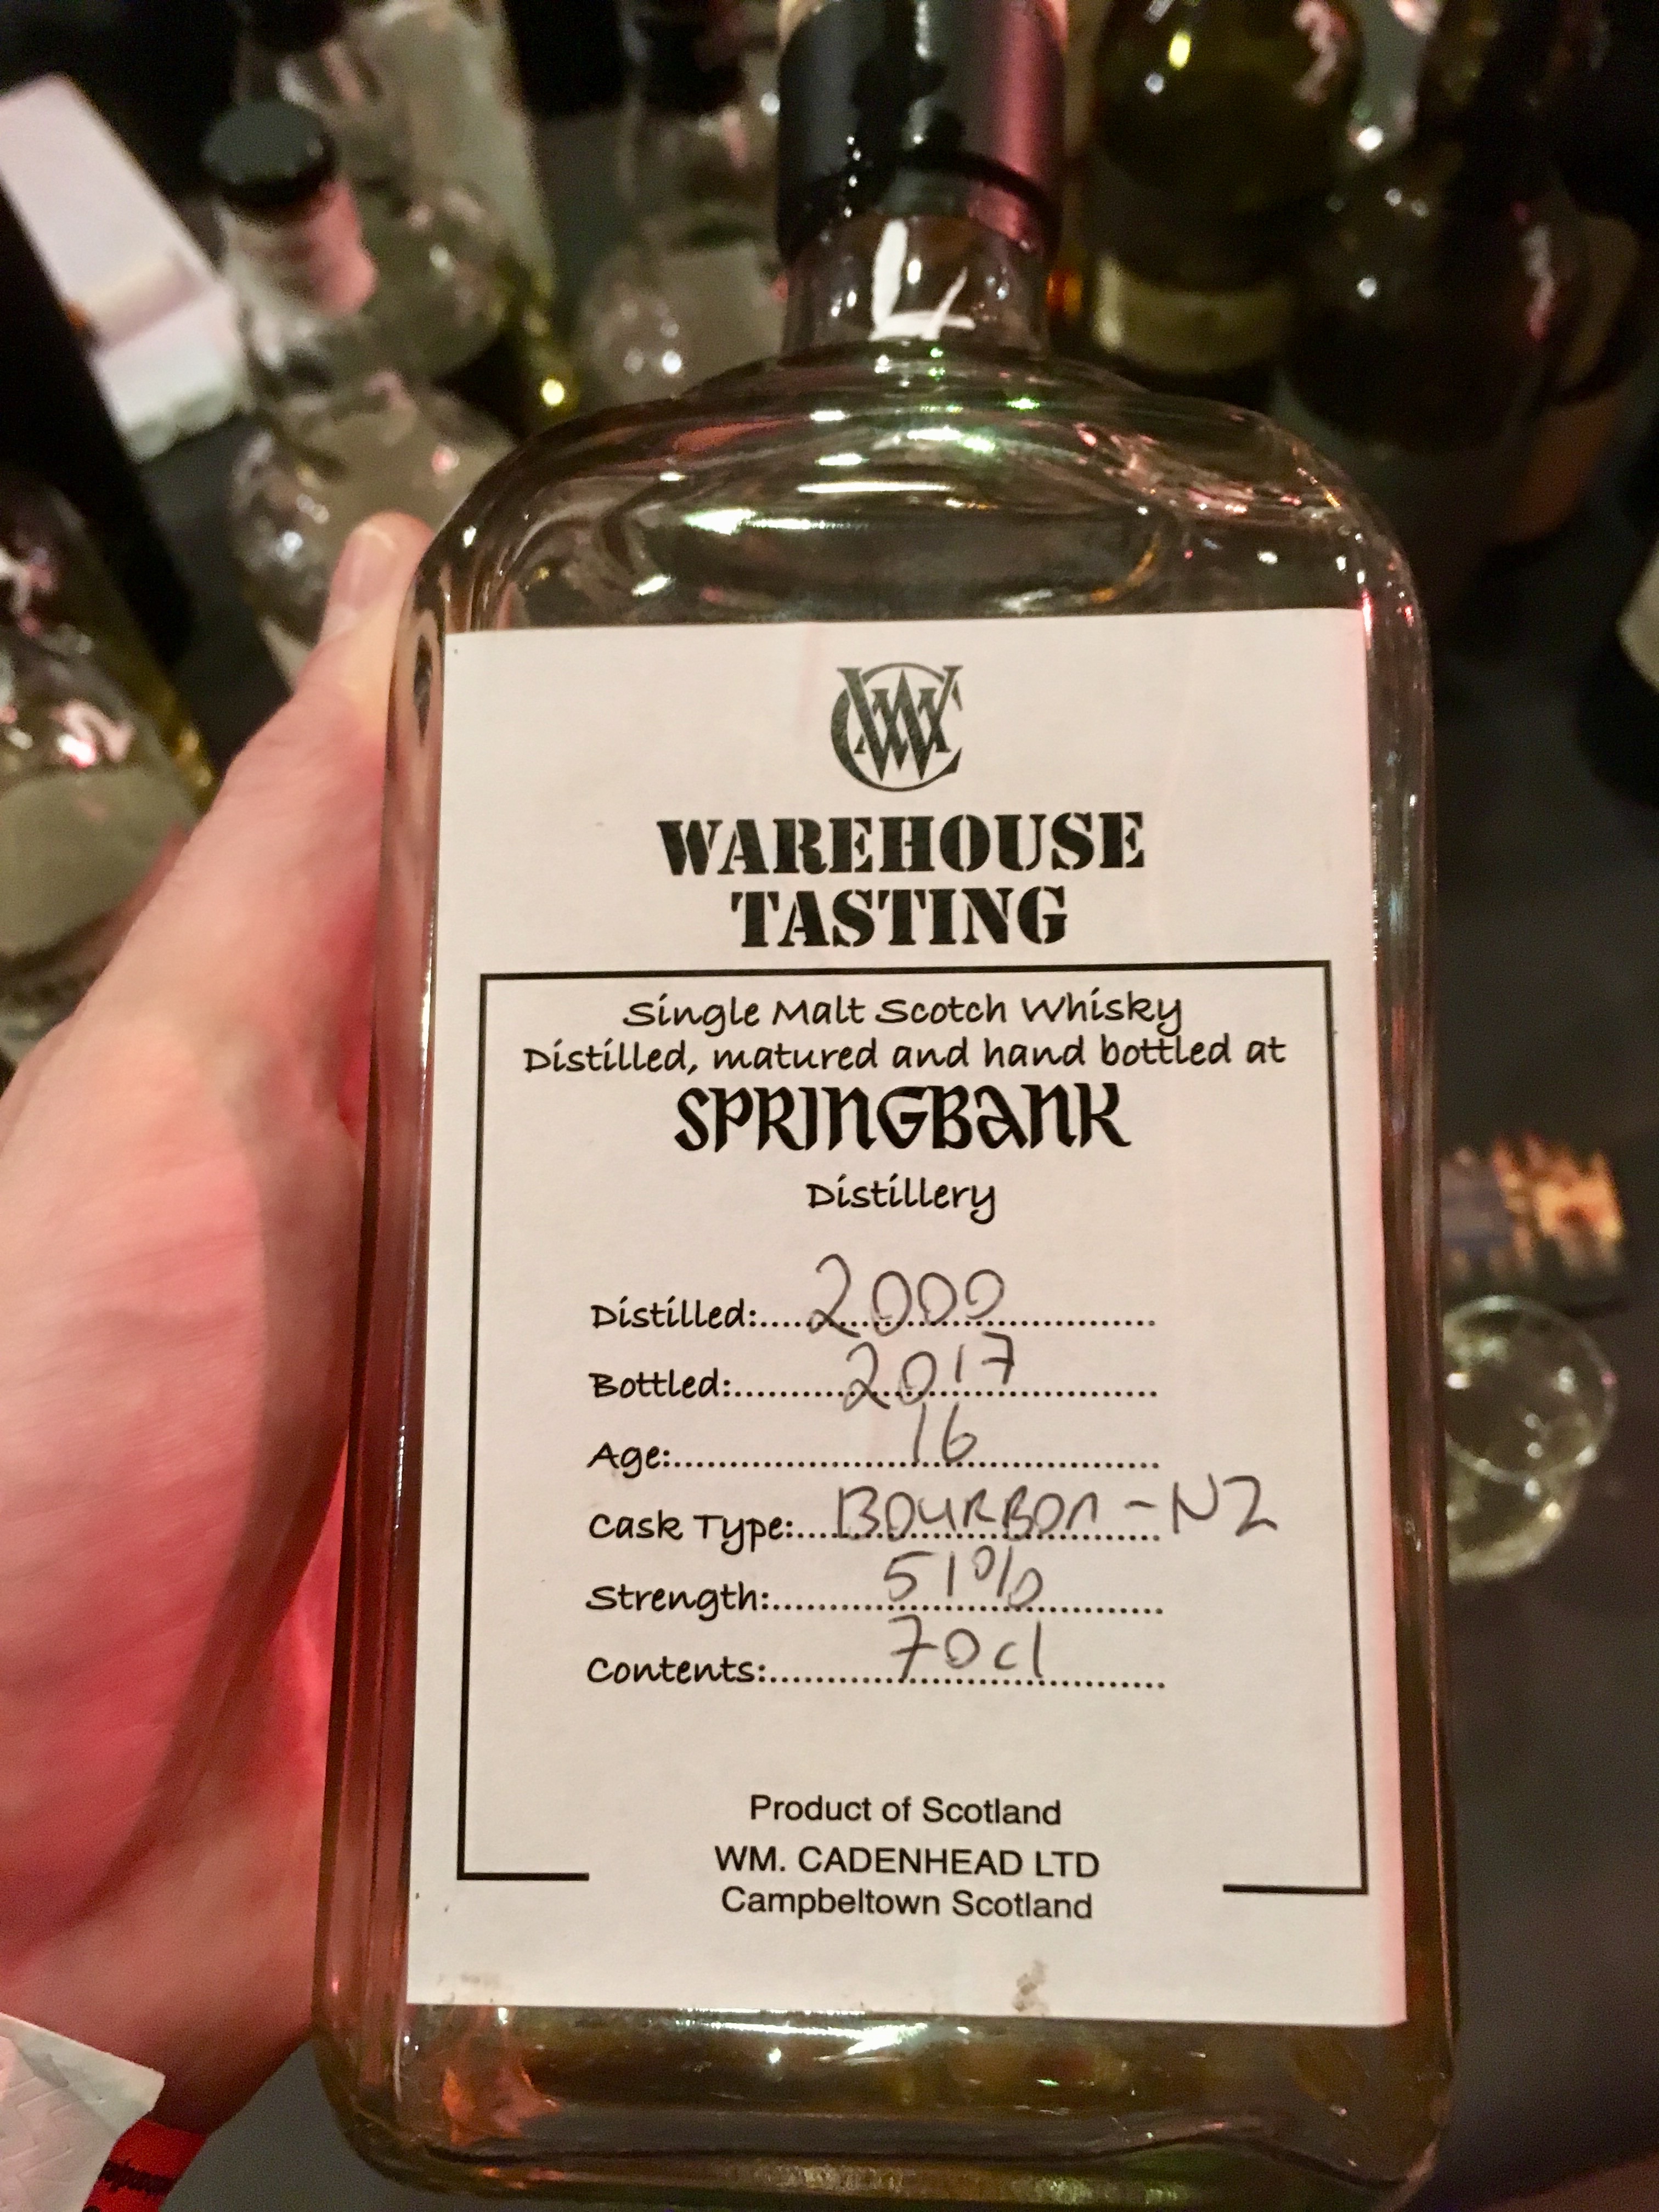 WC
WAREHOUSE
TASTING
Single Malt Scotch Whisky
Distilled, matured and hand bottled at
SPRINGBANK
Distillery
Distilled:....2000....................
Bottled:..........2017....................
Age:......................16....................
Cask Type:....Bourbon - NZ
Strength:............51%............
Contents:............70cl............
Product of Scotland
WM. CADENHEAD LTD
Campbeltown Scotland